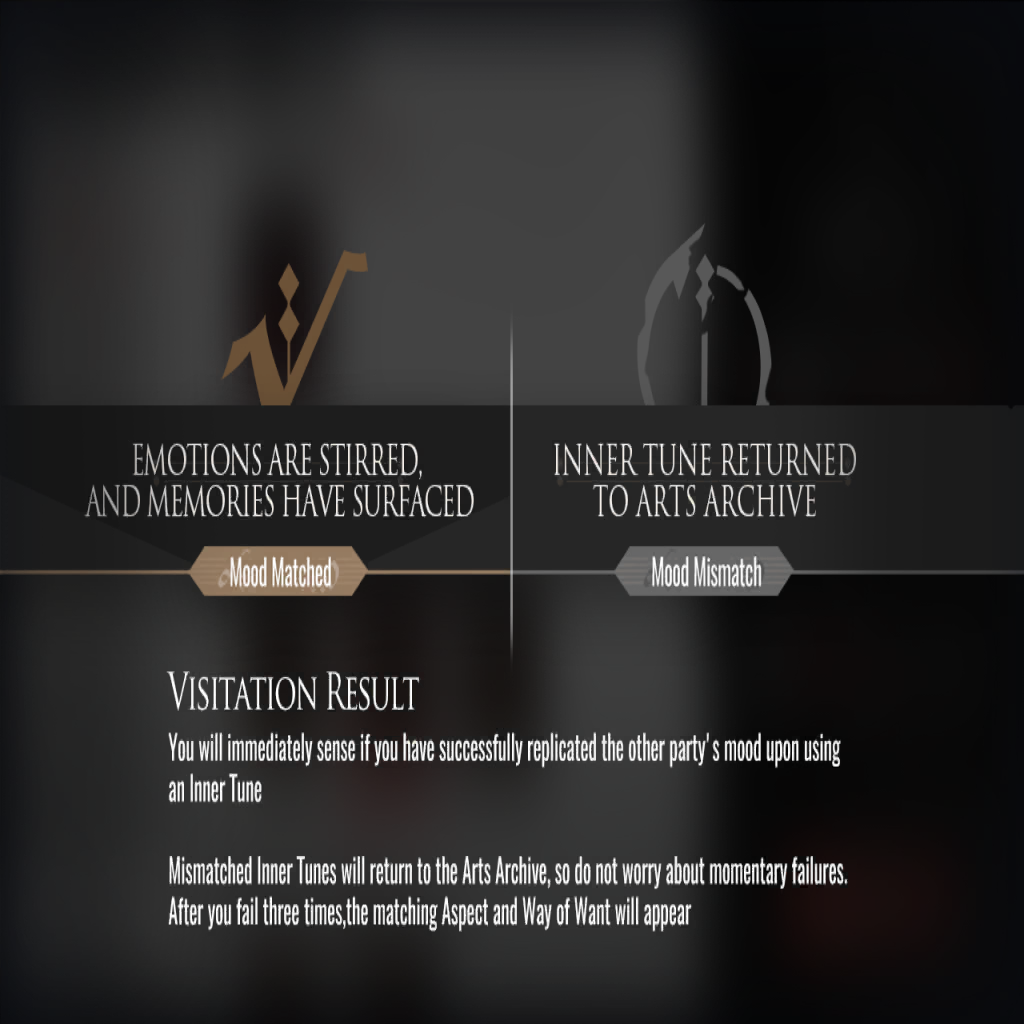 EMOTIONS ARE STIRRED,
AND MEMORIES HAVE SURFACED
Mood Matched
INNER TUNE RETURNED
TO ARTS ARCHIVE
Mood Mismatch
VISITATION RESULT
You will immediately sense if you have successfully replicated the other party's mood upon using
an Inner Tune
Mismatched Inner Tunes will return to the Arts Archive, so do not worry about momentary failures.
After you fail three times,the matching Aspect and Way of Want will appear